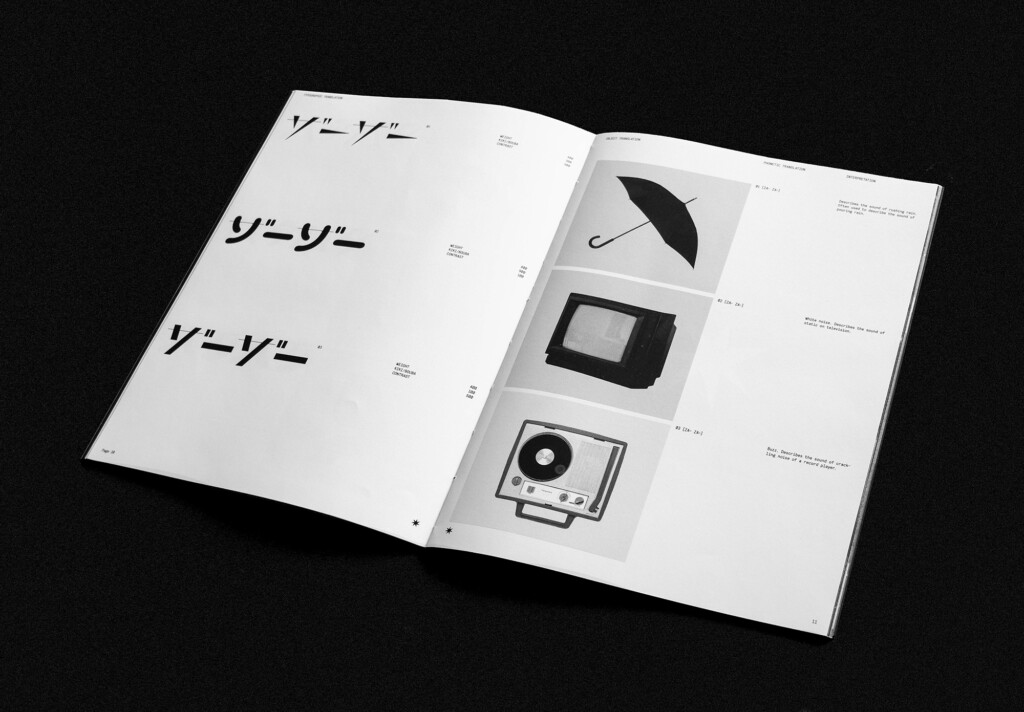 TYPOGRAPHIC TRANSLATION
ザーザー
WEIGHT
KIKI/BOUBA
CONTRAST
ザーザー
WEIGHT
KIKI/BOUBA
CONTRAST
ザーザー
WEIGHT
KIKI/BOUBA
CONTRAST
Page 10
OBJECT TRANSLATION
PHONETIC TRANSLATION
INTERPRETATION
01 [ZA- ZA-]
Describes the sound of rushing rain.
Often used to describe the sound of
pouring rain.
02 [ZA- ZA-]
White noise. Describes the sound of
static on television.
03 [ZA- ZA-]
Buzz. Describes the sound of crack-
ling noise of a record player.
11